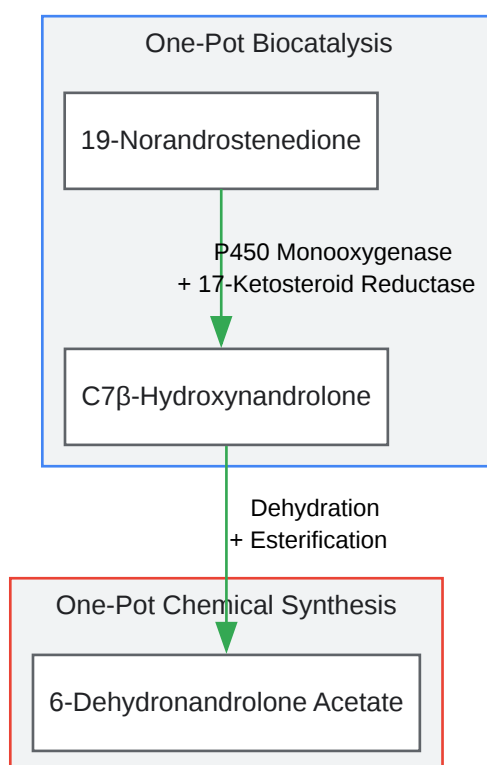 One-Pot Biocatalysis
19-Norandrostenedione
P450 Monooxygenase
+ 17-Ketosteroid Reductase
C7β-Hydroxynandrolone
Dehydration
+ Esterification
One-Pot Chemical Synthesis
6-Dehydronandrolone Acetate